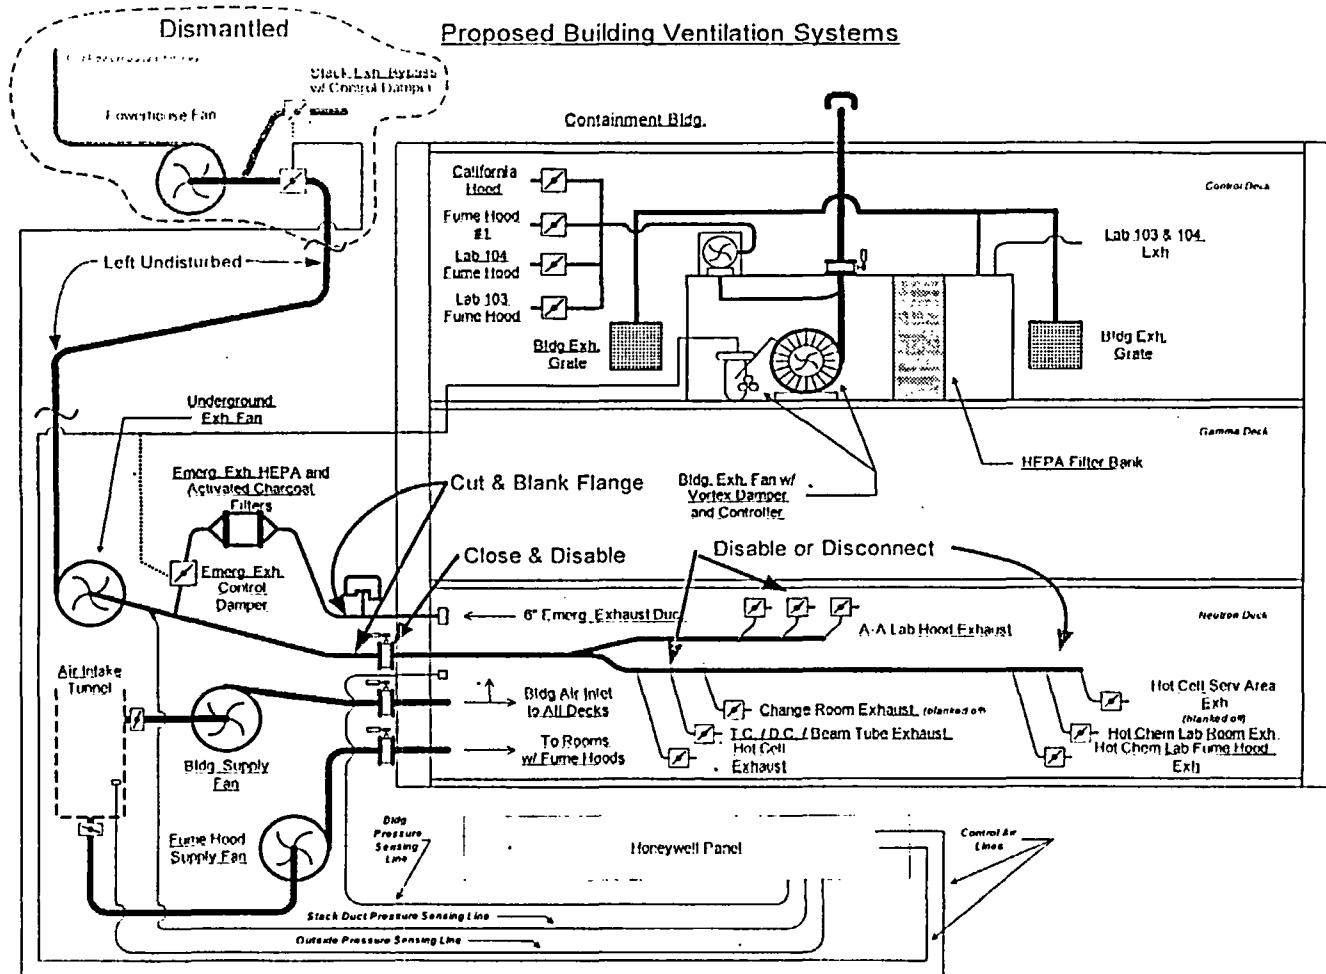 Dismantled
Proposed Building Ventilation Systems
Stack Exh. Bypass
w/ Control Damper
Powerhouse Fan
Containment Bldg.
California
Hood
Control Deck
Fume Hood
#1
Lab 103 & 104
Left Undisturbed
Lab 104
Fume Hood
Lab 103
Fume Hood
Bldg Exh.
Grate
Bldg Exh.
Grate
Underground
Exh. Fan
Gamma Deck
HEPA Filter Bank
Emerg. Exh. HEPA and
Activated Charcoal
Filters
Cut & Blank Flange
Bldg. Exh. Fan w/
Vortex Damper
and Controller
Close & Disable
Disable or Disconnect
Emerg. Exh.
Control
Damper
6" Emerg. Exhaust Duct
A-A Lab Hood Exhaust
Air Intake
Tunnel
Bldg Air Inlet
to All Decks
Change Room Exhaust (blanked off)
Hot Cell Serv Area
Exh
(blanked off)
T.C. / D.C. / Beam Tube Exhaust
Hot Chem Lab Room Exh.
To Rooms
w/ Fume Hoods
Hot Cell
Exhaust
Hot Chem Lab Fume Hood
Exh
Bldg. Supply
Fan
Fume Hood
Supply Fan
Bldg
Pressure
Sensing
Line
Honeywell Panel
Control Air
Lines
Stack Duct Pressure Sensing Line
Outside Pressure Sensing Line